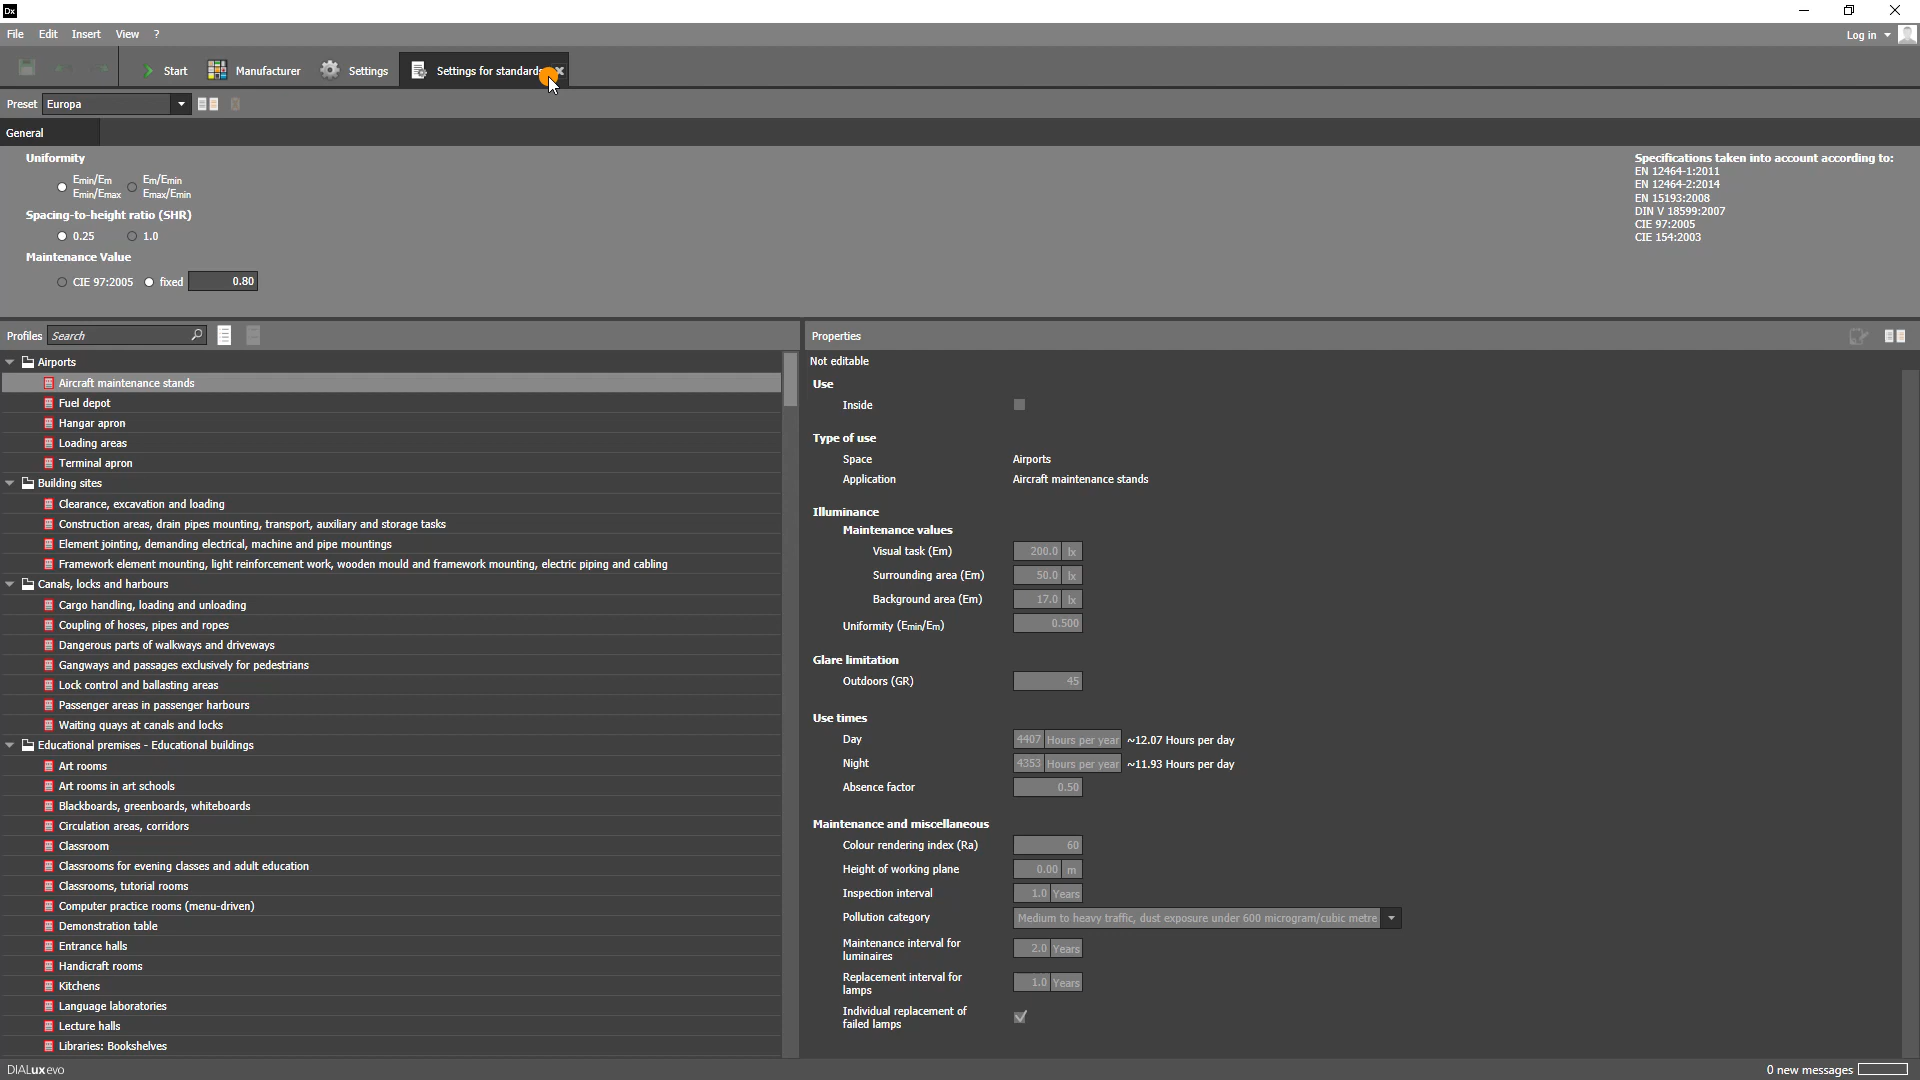 Dx
File Edit Insert View ?
Log in
Start Manufacturer Settings Settings for standards
Preset Europa
General
Uniformity
Emin/Em Em/Emin
Emin/Emax Emax/Emin
Spacing-to-height ratio (SHR)
0.25 1.0
Maintenance Value
CIE 97:2005 fixed 0.80
Specifications taken into account according to:
EN 12464-1:2011
EN 12464-2:2014
EN 15193:2008
DIN V 18599:2007
CIE 97:2005
CIE 154:2003
Profiles Search
Airports
Aircraft maintenance stands
Fuel depot
Hangar apron
Loading areas
Terminal apron
Building sites
Clearance, excavation and loading
Construction areas, drain pipes mounting, transport, auxiliary and storage tasks
Element jointing, demanding electrical, machine and pipe mountings
Framework element mounting, light reinforcement work, wooden mould and framework mounting, electric piping and cabling
Canals, locks and harbours
Cargo handling, loading and unloading
Coupling of hoses, pipes and ropes
Dangerous parts of walkways and driveways
Gangways and passages exclusively for pedestrians
Lock control and ballasting areas
Passenger areas in passenger harbours
Waiting quays at canals and locks
Educational premises - Educational buildings
Art rooms
Art rooms in art schools
Blackboards, greenboards, whiteboards
Circulation areas, corridors
Classroom
Classrooms for evening classes and adult education
Classrooms, tutorial rooms
Computer practice rooms (menu-driven)
Demonstration table
Entrance halls
Handicraft rooms
Kitchens
Language laboratories
Lecture halls
Libraries: Bookshelves
Properties
Not editable
Use
Inside
Type of use
Space Airports
Application Aircraft maintenance stands
Illuminance
Maintenance values
Visual task (Em) 200.0 lx
Surrounding area (Em) 50.0 lx
Background area (Em) 17.0 lx
Uniformity (Emin/Em) 0.500
Glare limitation
Outdoors (GR) 45
Use times
Day 4407 Hours per year ~12.07 Hours per day
Night 4353 Hours per year ~11.93 Hours per day
Absence factor 0.50
Maintenance and miscellaneous
Colour rendering index (Ra) 60
Height of working plane 0.00 m
Inspection interval 1.0 Years
Pollution category Medium to heavy traffic, dust exposure under 600 microgram/cubic metre
Maintenance interval for
luminaires 2.0 Years
Replacement interval for
lamps 1.0 Years
Individual replacement of
failed lamps
DIALux evo
0 new messages